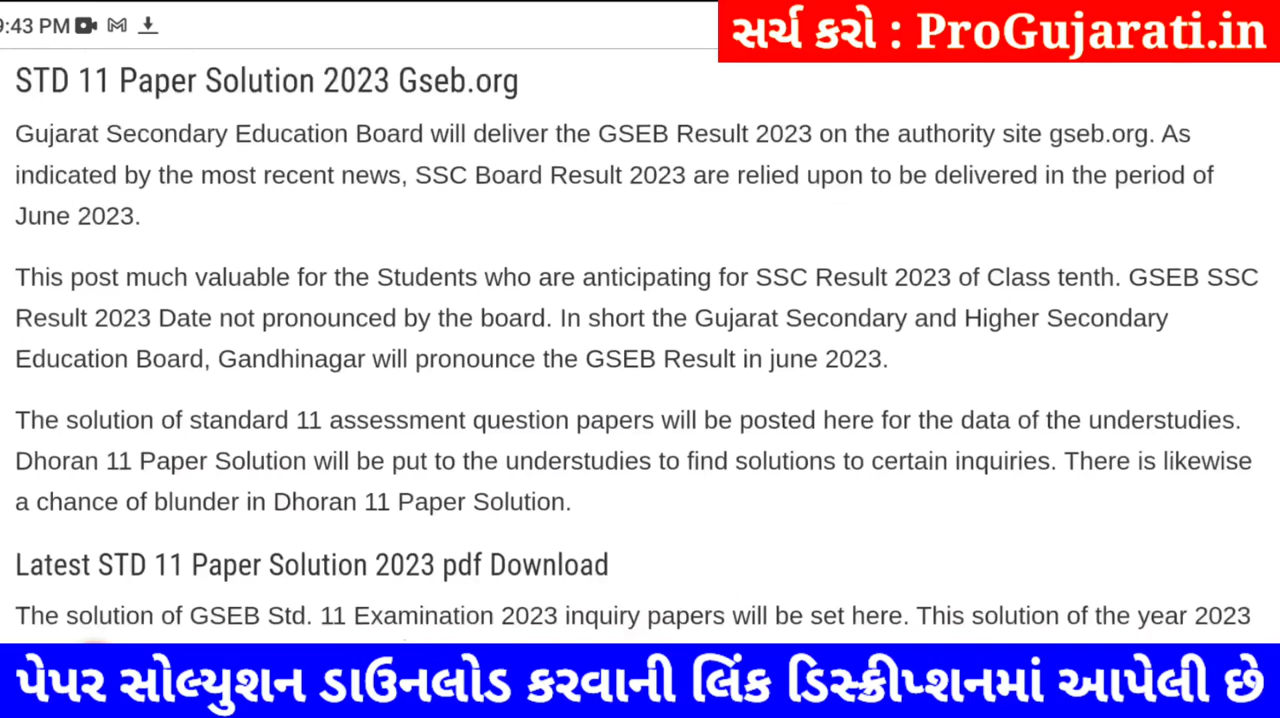 9:43 PM
સર્ચ કરો : ProGujarati.in
STD 11 Paper Solution 2023 Gseb.org
Gujarat Secondary Education Board will deliver the GSEB Result 2023 on the authority site gseb.org. As
indicated by the most recent news, SSC Board Result 2023 are relied upon to be delivered in the period of
June 2023.
This post much valuable for the Students who are anticipating for SSC Result 2023 of Class tenth. GSEB SSC
Result 2023 Date not pronounced by the board. In short the Gujarat Secondary and Higher Secondary
Education Board, Gandhinagar will pronounce the GSEB Result in june 2023.
The solution of standard 11 assessment question papers will be posted here for the data of the understudies.
Dhoran 11 Paper Solution will be put to the understudies to find solutions to certain inquiries. There is likewise
a chance of blunder in Dhoran 11 Paper Solution.
Latest STD 11 Paper Solution 2023 pdf Download
The solution of GSEB Std. 11 Examination 2023 inquiry papers will be set here. This solution of the year 2023
પેપર સોલ્યુશન ડાઉનલોડ કરવાની લિંક ડિસ્ક્રીપ્શનમાં આપેલી છે